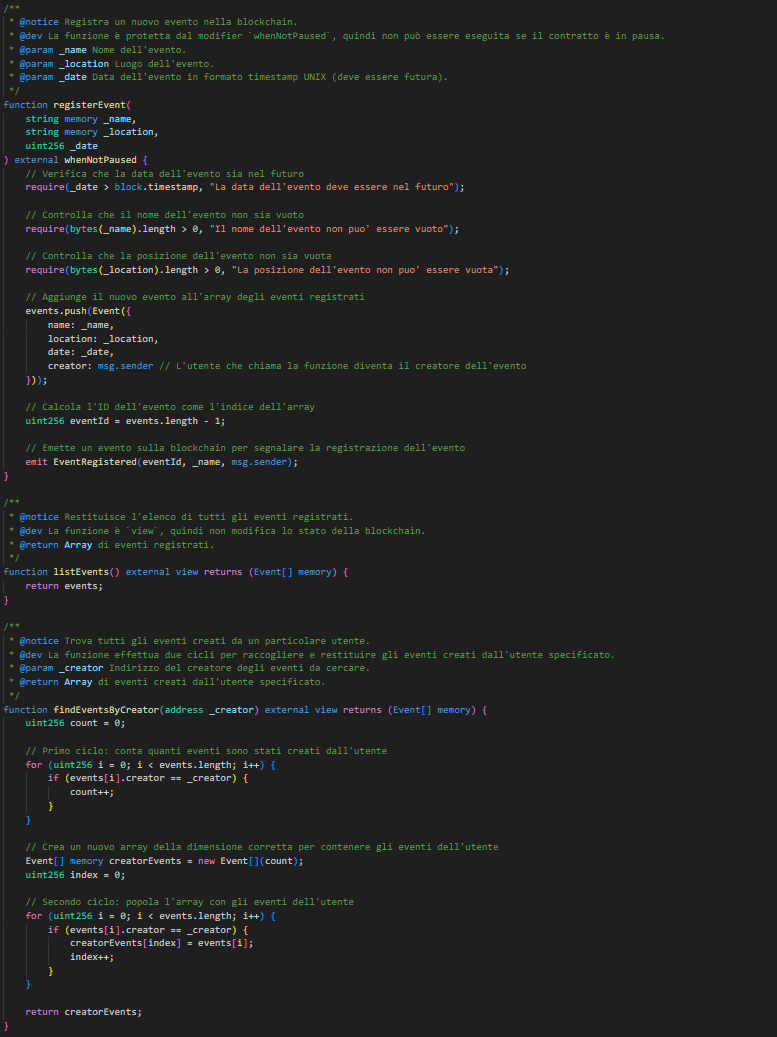 /**
 * @notice Registra un nuovo evento nella blockchain.
 * @dev La funzione è protetta dal modifier `whenNotPaused`, quindi non può essere eseguita se il contratto è in pausa.
 * @param _name Nome dell'evento.
 * @param _location Luogo dell'evento.
 * @param _date Data dell'evento in formato timestamp UNIX (deve essere futura).
 */
function registerEvent(
    string memory _name,
    string memory _location,
    uint256 _date
) external whenNotPaused {
    // Verifica che la data dell'evento sia nel futuro
    require(_date > block.timestamp, "La data dell'evento deve essere nel futuro");

    // Controlla che il nome dell'evento non sia vuoto
    require(bytes(_name).length > 0, "Il nome dell'evento non puo' essere vuoto");

    // Controlla che la posizione dell'evento non sia vuota
    require(bytes(_location).length > 0, "La posizione dell'evento non puo' essere vuota");

    // Aggiunge il nuovo evento all'array degli eventi registrati
    events.push(Event({
        name: _name,
        location: _location,
        date: _date,
        creator: msg.sender // L'utente che chiama la funzione diventa il creatore dell'evento
    }));

    // Calcola l'ID dell'evento come l'indice dell'array
    uint256 eventId = events.length - 1;

    // Emette un evento sulla blockchain per segnalare la registrazione dell'evento
    emit EventRegistered(eventId, _name, msg.sender);
}

/**
 * @notice Restituisce l'elenco di tutti gli eventi registrati.
 * @dev La funzione è `view`, quindi non modifica lo stato della blockchain.
 * @return Array di eventi registrati.
 */
function listEvents() external view returns (Event[] memory) {
    return events;
}

/**
 * @notice Trova tutti gli eventi creati da un particolare utente.
 * @dev La funzione effettua due cicli per raccogliere e restituire gli eventi creati dall'utente specificato.
 * @param _creator Indirizzo del creatore degli eventi da cercare.
 * @return Array di eventi creati dall'utente specificato.
 */
function findEventsByCreator(address _creator) external view returns (Event[] memory) {
    uint256 count = 0;

    // Primo ciclo: conta quanti eventi sono stati creati dall'utente
    for (uint256 i = 0; i < events.length; i++) {
        if (events[i].creator == _creator) {
            count++;
        }
    }

    // Crea un nuovo array della dimensione corretta per contenere gli eventi dell'utente
    Event[] memory creatorEvents = new Event[](count);
    uint256 index = 0;

    // Secondo ciclo: popola l'array con gli eventi dell'utente
    for (uint256 i = 0; i < events.length; i++) {
        if (events[i].creator == _creator) {
            creatorEvents[index] = events[i];
            index++;
        }
    }

    return creatorEvents;
}